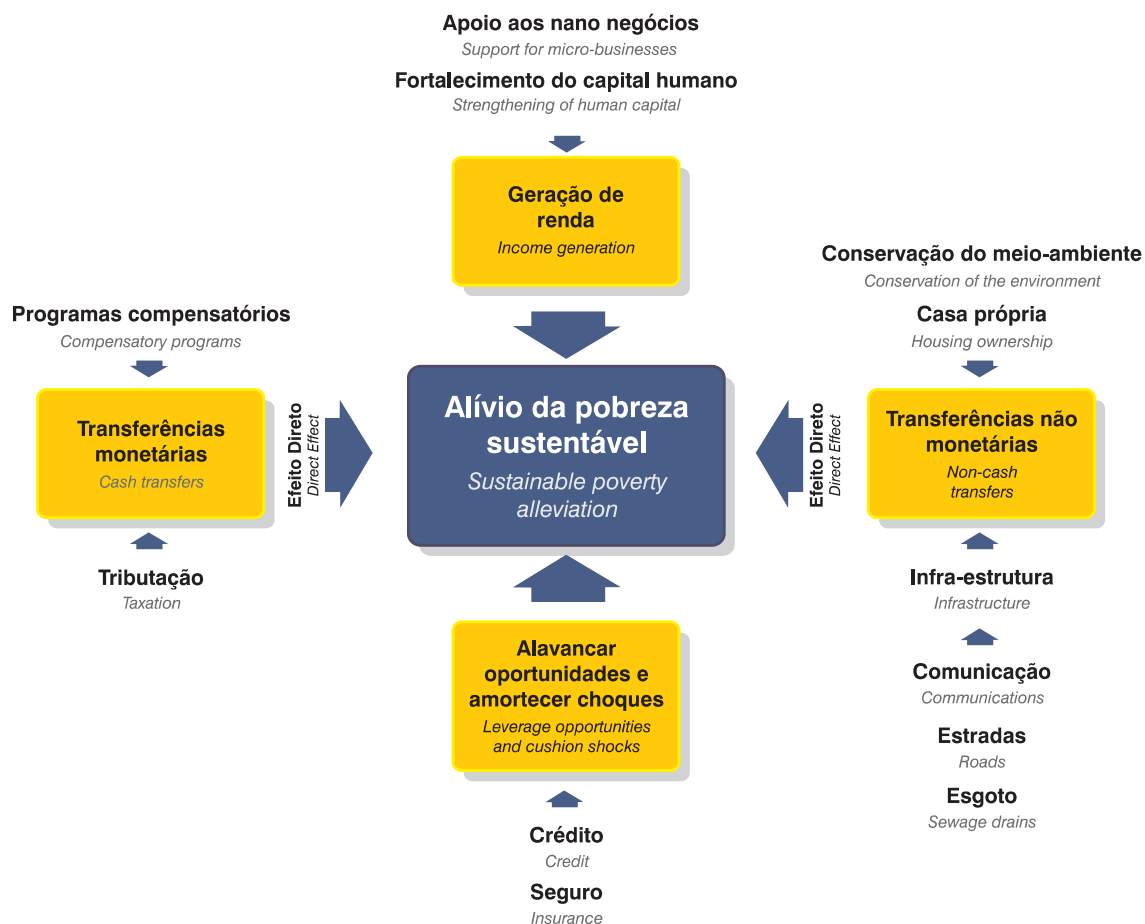 Apoio aos nano negócios
Support for micro-businesses
Fortalecimento do capital humano
Strengthening of human capital
Geração de
renda
Income generation
Programas compensatórios
Compensatory programs
Transferências
monetárias
Cash transfers
Tributação
Taxation
Efeito Direto
Direct Effect
Alívio da pobreza
sustentável
Sustainable poverty
alleviation
Efeito Direto
Direct Effect
Conservação do meio-ambiente
Conservation of the environment
Casa própria
Housing ownership
Transferências não
monetárias
Non-cash
transfers
Infra-estrutura
Infrastructure
Comunicação
Communications
Estradas
Roads
Esgoto
Sewage drains
Alavancar
oportunidades e
amortecer choques
Leverage opportunities
and cushion shocks
Crédito
Credit
Seguro
Insurance